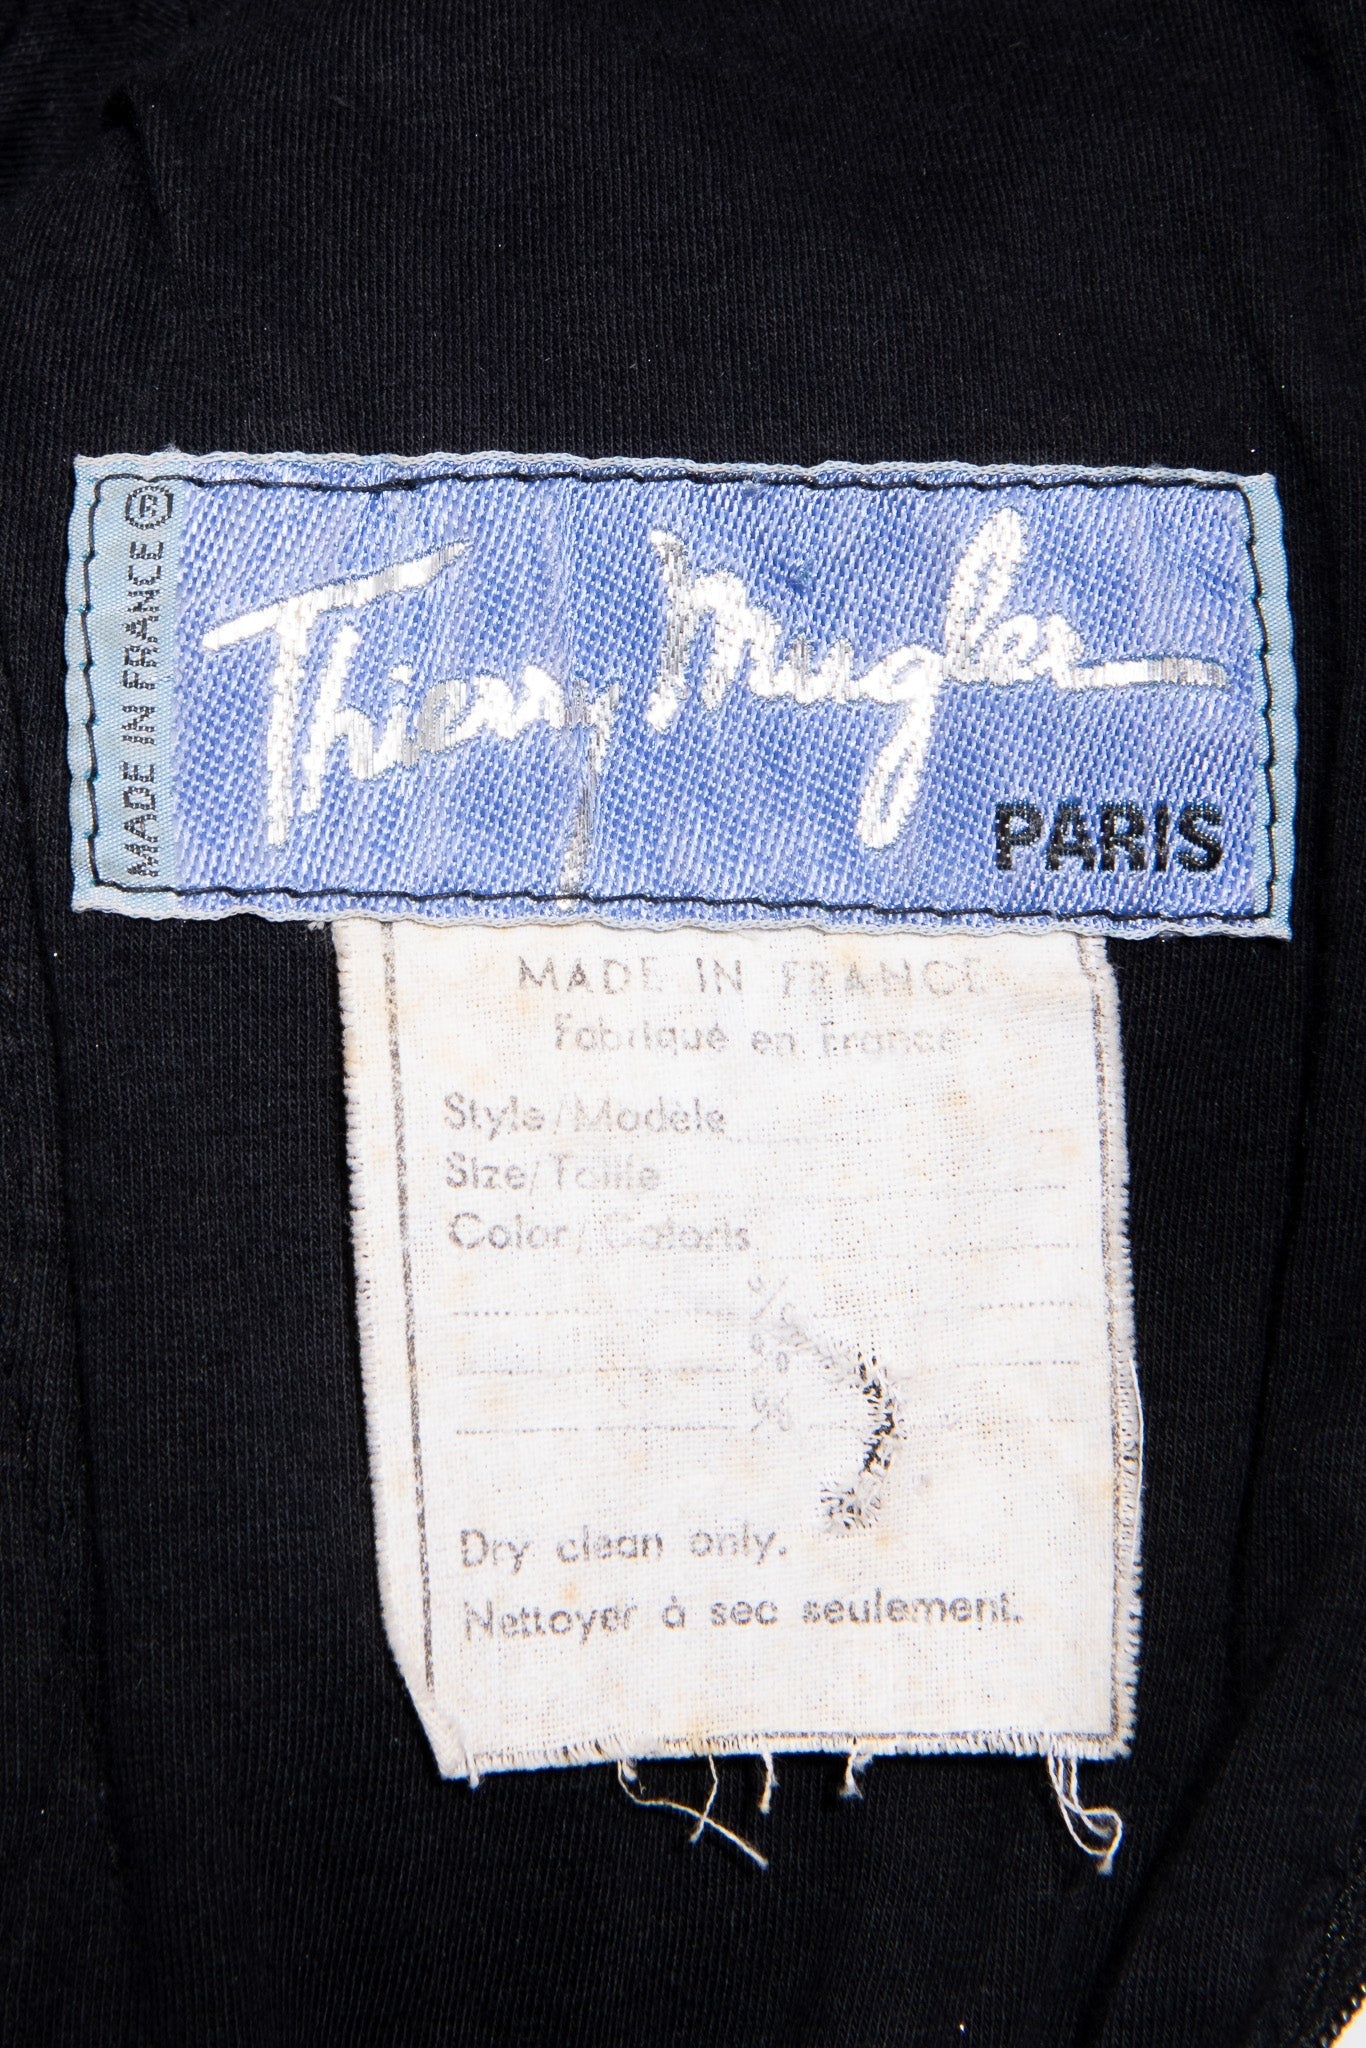 MADE IN FRANCE ®
Thierry Mugler
PARIS
MADE IN FRANCE
Fabriqué en France
Style/Modèle
Size/Taille
Color/Coloris
%
%
%
Dry clean only.
Nettoyer à sec seulement.